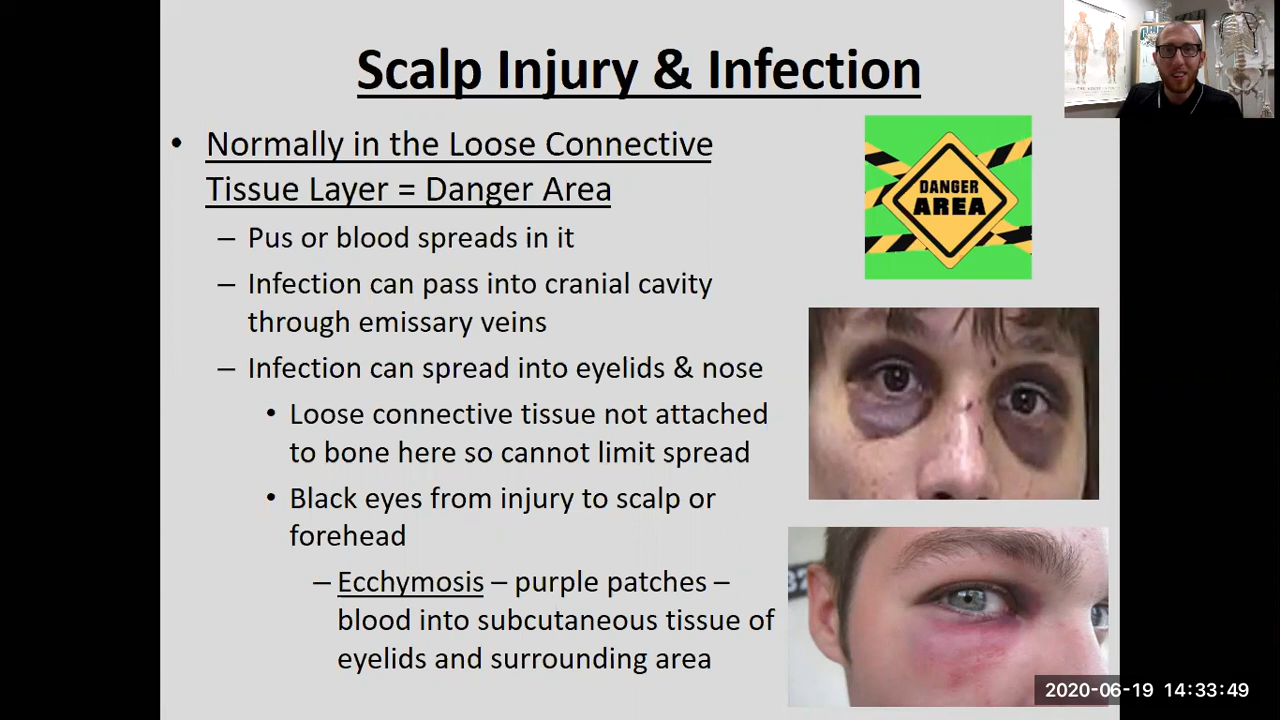 Scalp Injury & Infection
• Normally in the Loose Connective
Tissue Layer = Danger Area
– Pus or blood spreads in it
– Infection can pass into cranial cavity
through emissary veins
– Infection can spread into eyelids & nose
• Loose connective tissue not attached
to bone here so cannot limit spread
• Black eyes from injury to scalp or
forehead
– Ecchymosis – purple patches –
blood into subcutaneous tissue of
eyelids and surrounding area
DANGER
AREA
2020-06-19 14:33:49